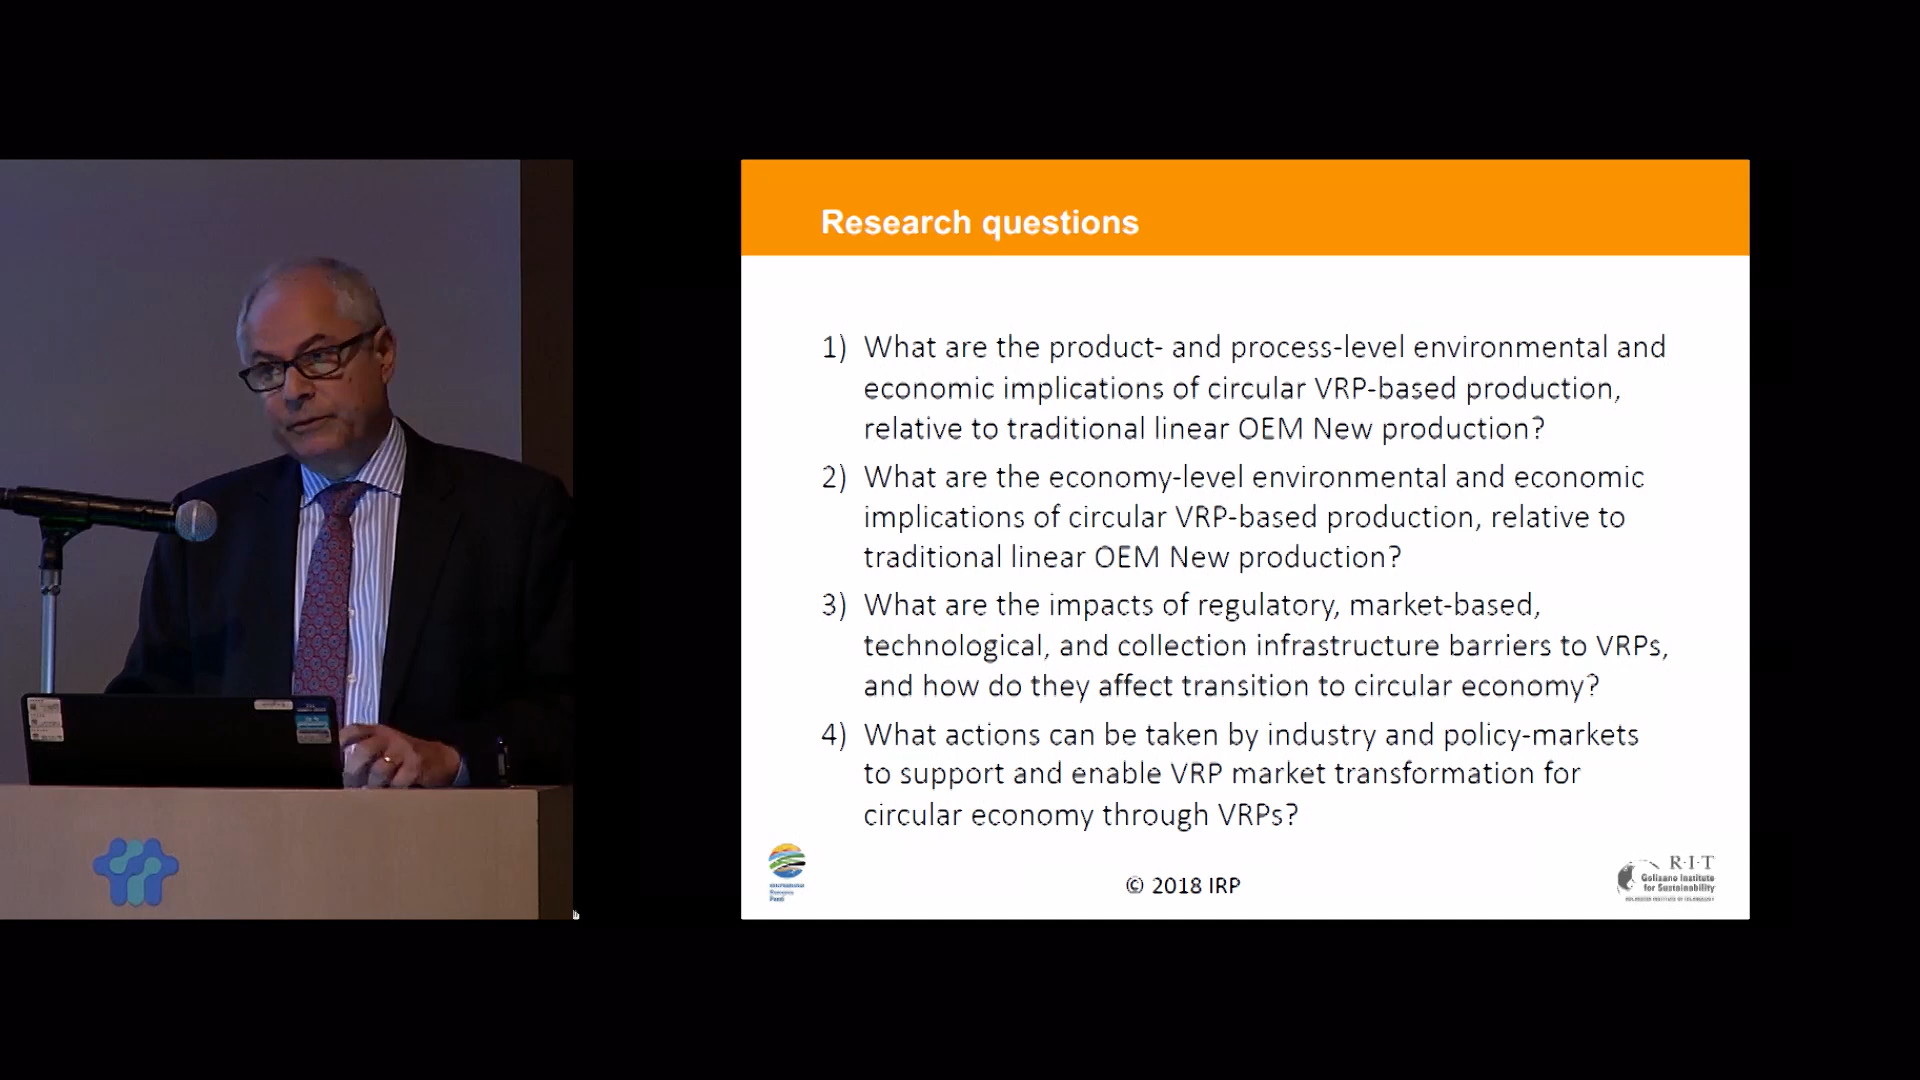 Research questions
1) What are the product- and process-level environmental and
economic implications of circular VRP-based production,
relative to traditional linear OEM New production?
2) What are the economy-level environmental and economic
implications of circular VRP-based production, relative to
traditional linear OEM New production?
3) What are the impacts of regulatory, market-based,
technological, and collection infrastructure barriers to VRPs,
and how do they affect transition to circular economy?
4) What actions can be taken by industry and policy-markets
to support and enable VRP market transformation for
circular economy through VRPs?
© 2018 IRP
R·I·T
Golisano Institute
for Sustainability